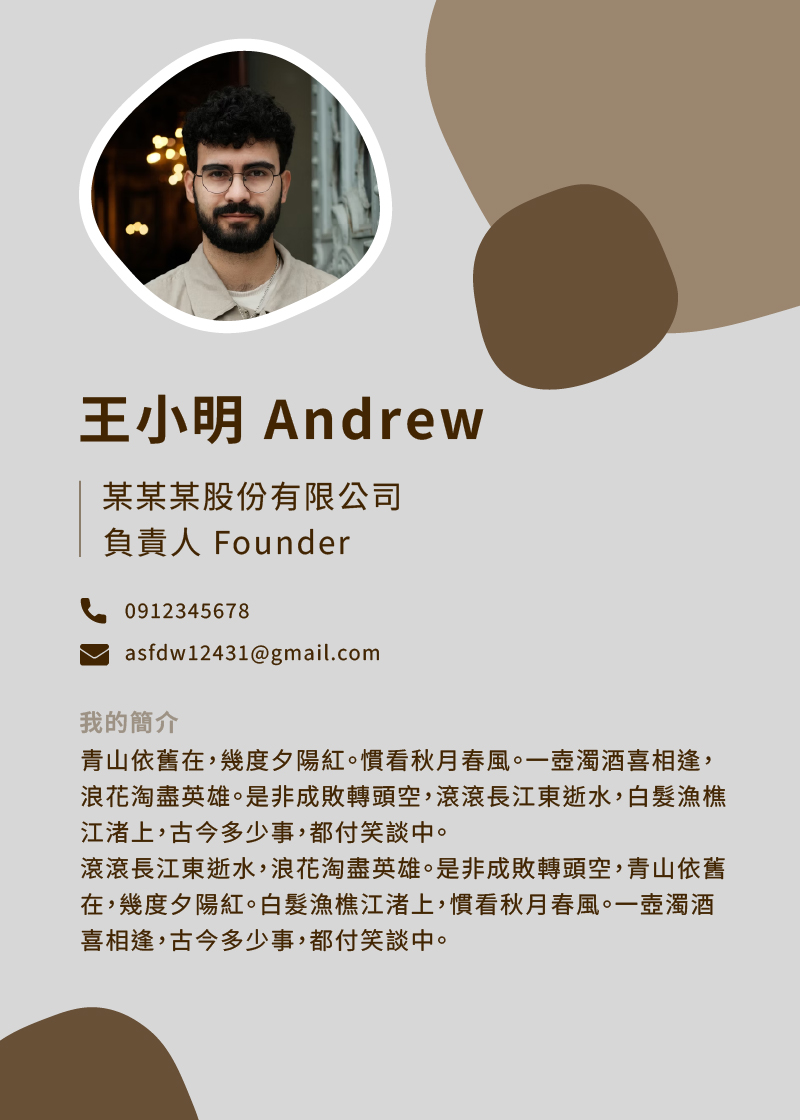 王小明 Andrew
某某某股份有限公司
負責人 Founder
0912345678
asfdw12431@gmail.com
我的簡介
青山依舊在，幾度夕陽紅。慣看秋月春風。一壺濁酒喜相逢，
浪花淘盡英雄。是非成敗轉頭空，滾滾長江東逝水，白髮漁樵
江渚上，古今多少事，都付笑談中。
滾滾長江東逝水，浪花淘盡英雄。是非成敗轉頭空，青山依舊
在，幾度夕陽紅。白髮漁樵江渚上，慣看秋月春風。一壺濁酒
喜相逢，古今多少事，都付笑談中。